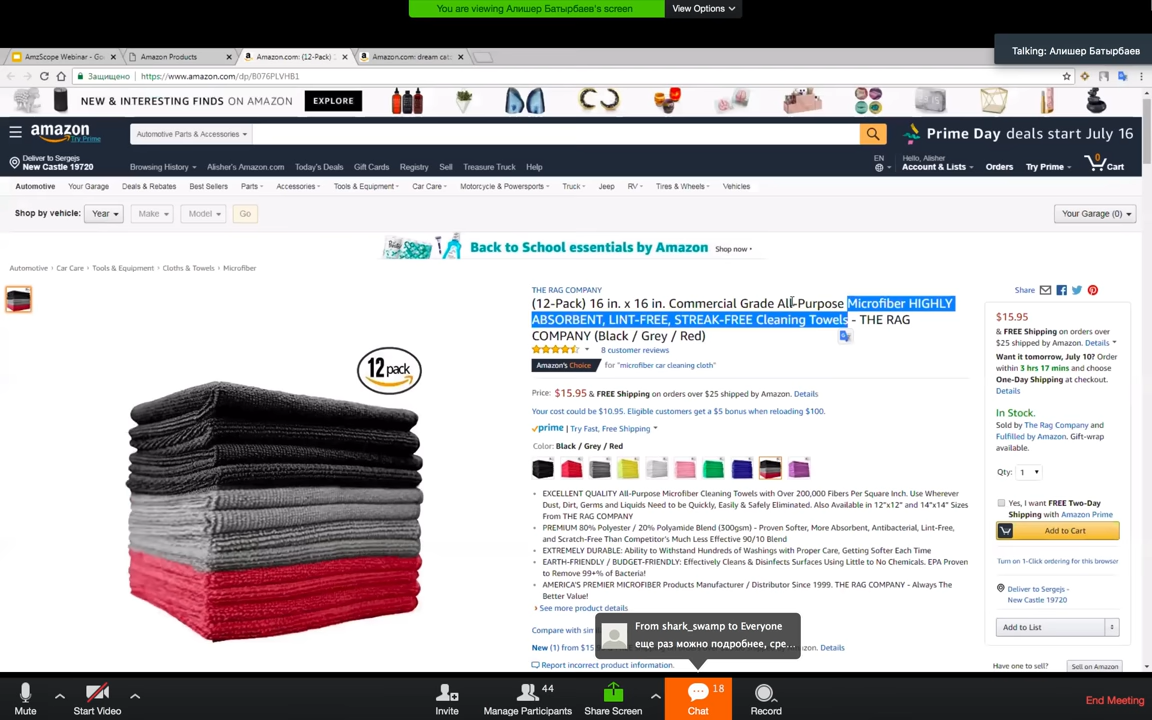 You are viewing Алишер Батырбаев's screen
View Options
Talking: Алишер Батырбаев
AmzScope Webinar - Go
Amazon Products
Amazon.com: (12-Pack)
Amazon.com: dream cat
Защищено
https://www.amazon.com/dp/B076PLVHB1
NEW & INTERESTING FINDS ON AMAZON
EXPLORE
amazon
Try Prime
Automotive Parts & Accessories
Prime Day deals start July 16
Deliver to Sergejs
New Castle 19720
Browsing History
Alisher's Amazon.com
Today's Deals
Gift Cards
Registry
Sell
Treasure Truck
Help
EN
Hello, Alisher
Account & Lists
Orders
Try Prime
0
Cart
Automotive
Your Garage
Deals & Rebates
Best Sellers
Parts
Accessories
Tools & Equipment
Car Care
Motorcycle & Powersports
Truck
Jeep
RV
Tires & Wheels
Vehicles
Shop by vehicle:
Year
Make
Model
Go
Your Garage (0)
Back to School essentials by Amazon
Shop now
Automotive › Car Care › Tools & Equipment › Cloths & Towels › Microfiber
12
pack
THE RAG COMPANY
(12-Pack) 16 in. x 16 in. Commercial Grade All-Purpose Microfiber HIGHLY
ABSORBENT, LINT-FREE, STREAK-FREE Cleaning Towels - THE RAG
COMPANY (Black / Grey / Red)
8 customer reviews
Amazon's Choice for "microfiber car cleaning cloth"
Price: $15.95 & FREE Shipping on orders over $25 shipped by Amazon. Details
Your cost could be $10.95. Eligible customers get a $5 bonus when reloading $100.
prime | Try Fast, Free Shipping
Color: Black / Grey / Red
• EXCELLENT QUALITY All-Purpose Microfiber Cleaning Towels with Over 200,000 Fibers Per Square Inch. Use Wherever
Dust, Dirt, Germs and Liquids Need to be Quickly, Easily & Safely Eliminated. Also Available in 12"x12" and 14"x14" Sizes
From THE RAG COMPANY
• PREMIUM 80% Polyester / 20% Polyamide Blend (300gsm) - Proven Softer, More Absorbent, Antibacterial, Lint-Free,
and Scratch-Free Than Competitor's Much Less Effective 90/10 Blend
• EXTREMELY DURABLE: Ability to Withstand Hundreds of Washings with Proper Care, Getting Softer Each Time
• EARTH-FRIENDLY / BUDGET-FRIENDLY: Effectively Cleans & Disinfects Surfaces Using Little to No Chemicals. EPA Proven
to Remove 99+% of Bacteria!
• AMERICA'S PREMIER MICROFIBER Products Manufacturer / Distributor Since 1999. THE RAG COMPANY - Always The
Better Value!
› See more product details
Compare with sin
New (1) from $15
zon. Details
Report incorrect product information.
Share
$15.95
& FREE Shipping on orders over
$25 shipped by Amazon. Details
Want it tomorrow, July 10? Order
within 3 hrs 17 mins and choose
One-Day Shipping at checkout.
Details
In Stock.
Sold by The Rag Company and
Fulfilled by Amazon. Gift-wrap
available.
Qty: 1
Yes, I want FREE Two-Day
Shipping with Amazon Prime
Add to Cart
Turn on 1-Click ordering for this browser
Deliver to Sergejs -
New Castle 19720
Add to List
Have one to sell?
Sell on Amazon
From shark_swamp to Everyone
еще раз можно подробнее, сре...
Mute
Start Video
Invite
44
Manage Participants
Share Screen
18
Chat
Record
End Meeting